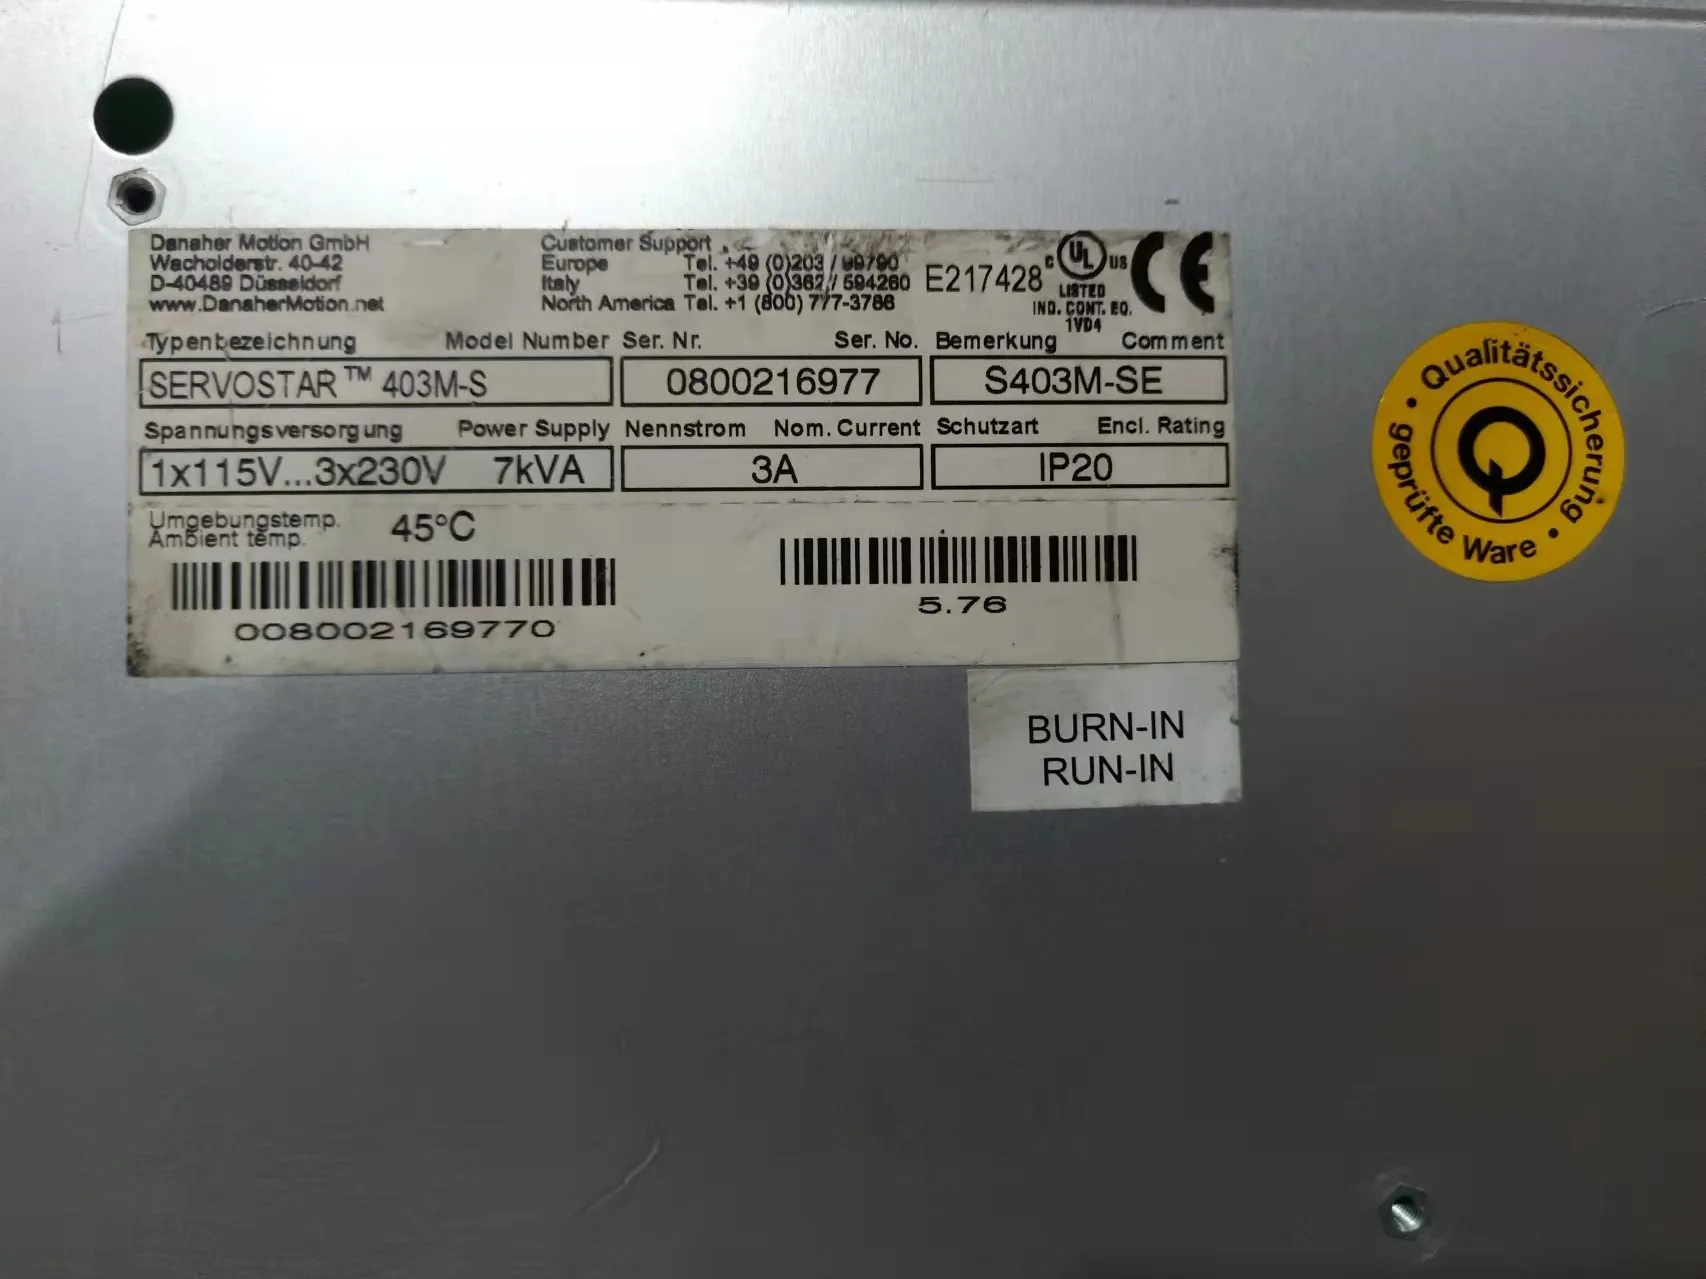 Danaher Motion GmbH
Wacholderstr. 40-42
D-40489 Düsseldorf
www.DanaherMotion.net
Customer Support
Europe Tel. +49 (0)203 / 99790
Italy Tel. +39 (0)362 / 594260
North America Tel. +1 (800) 777-3786
E217428
C UL US
LISTED
IND. CONT. EQ.
1VD4
CE
Typenbezeichnung Model Number Ser. Nr. Ser. No. Bemerkung Comment
SERVOSTAR™ 403M-S 0800216977 S403M-SE
Spannungsversorgung Power Supply Nennstrom Nom. Current Schutzart Encl. Rating
1x115V...3x230V 7kVA 3A IP20
Umgebungstemp. 45°C
Ambient temp.
008002169770
5.76
BURN-IN
RUN-IN
• Qualitätssicherung •
geprüfte Ware
Q